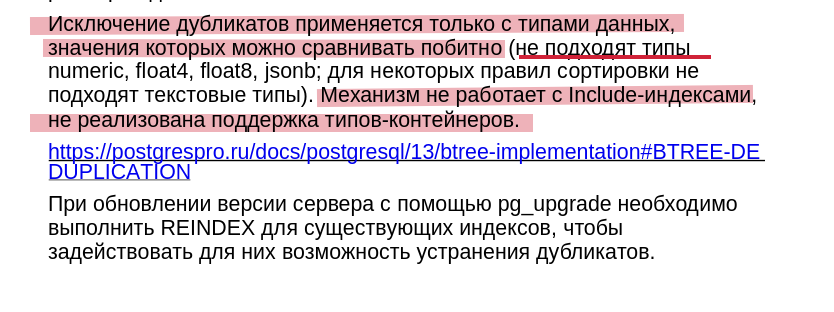 Исключение дубликатов применяется только с типами данных,
значения которых можно сравнивать побитно (не подходят типы
numeric, float4, float8, jsonb; для некоторых правил сортировки не
подходят текстовые типы). Механизм не работает с Include-индексами,
не реализована поддержка типов-контейнеров.
https://postgrespro.ru/docs/postgresql/13/btree-implementation#BTREE-DE
DUPLICATION
При обновлении версии сервера с помощью pg_upgrade необходимо
выполнить REINDEX для существующих индексов, чтобы
задействовать для них возможность устранения дубликатов.